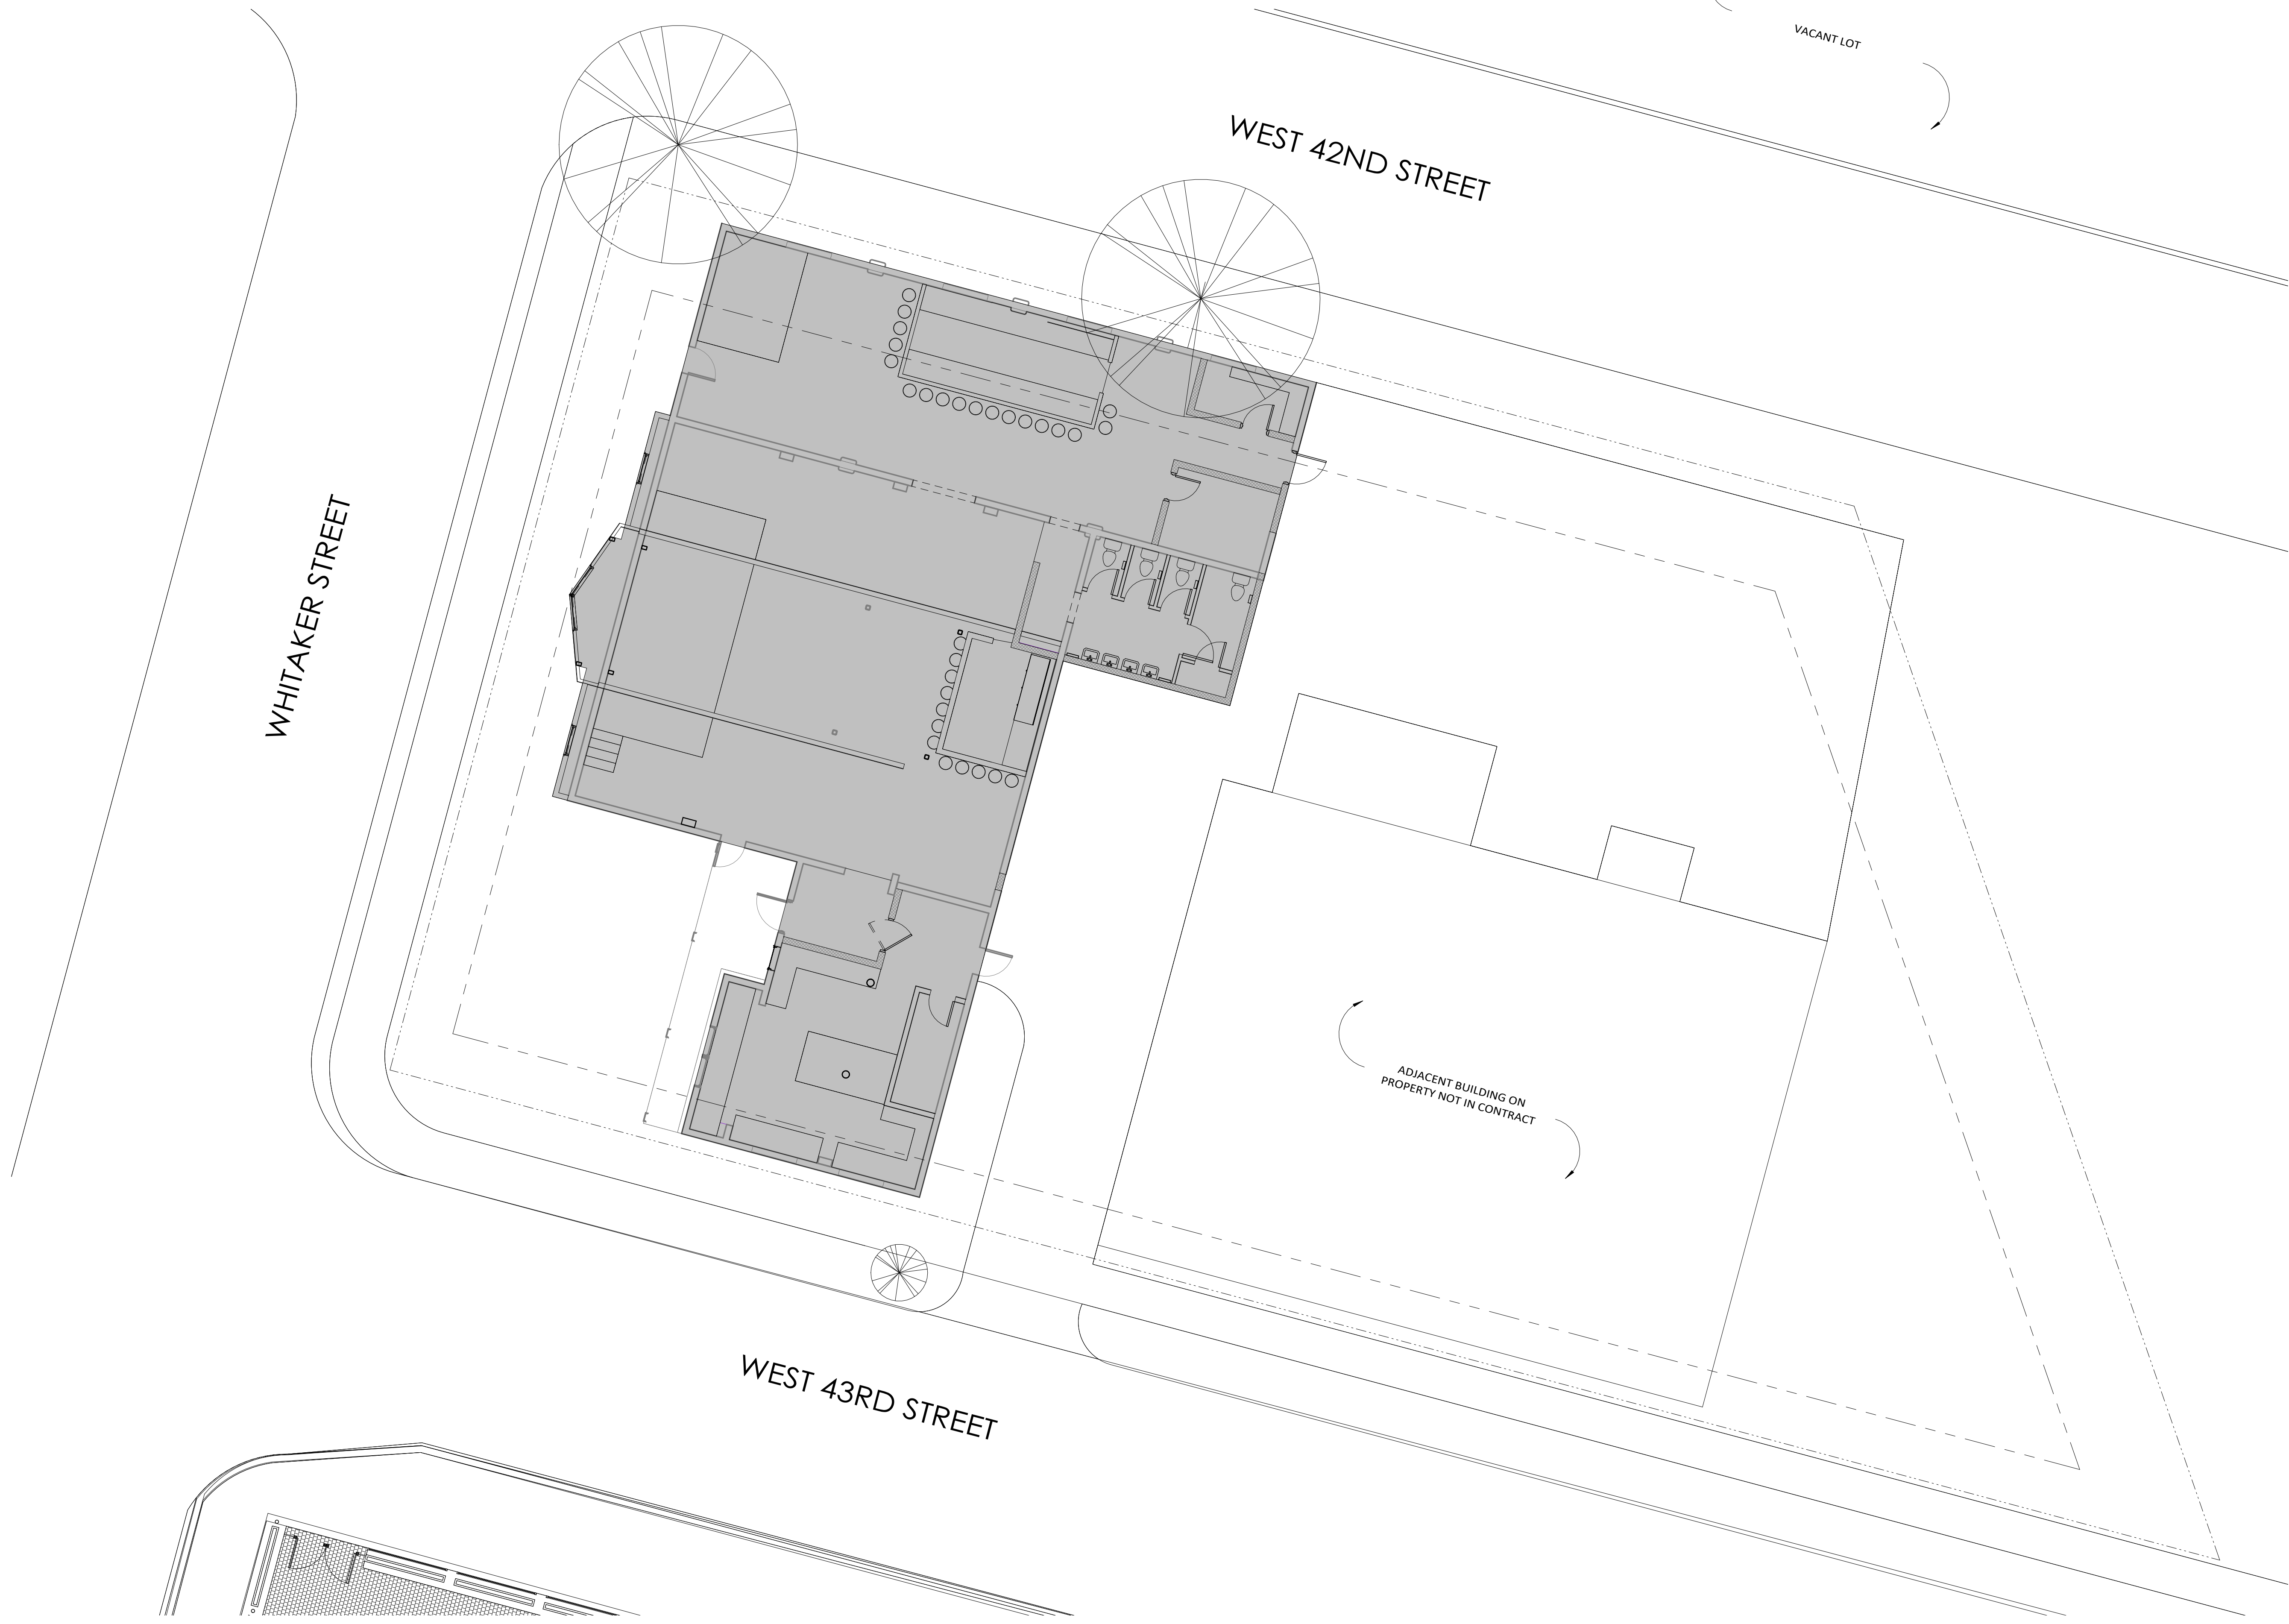 VACANT LOT
WEST 42ND STREET
WHITAKER STREET
ADJACENT BUILDING ON
PROPERTY NOT IN CONTRACT
WEST 43RD STREET